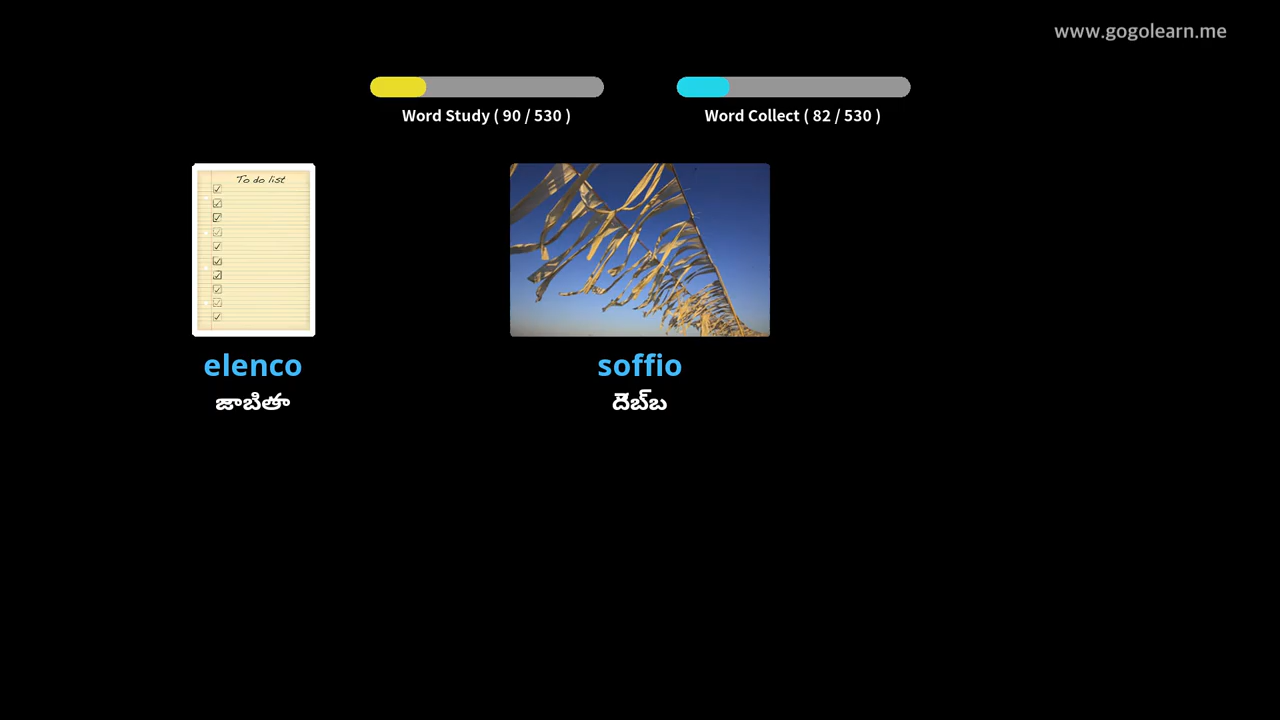 www.gogolearn.me
Word Study ( 90 / 530 )
Word Collect ( 82 / 530 )
To do list
elenco
soffio
జాబితా
దెబ్బ